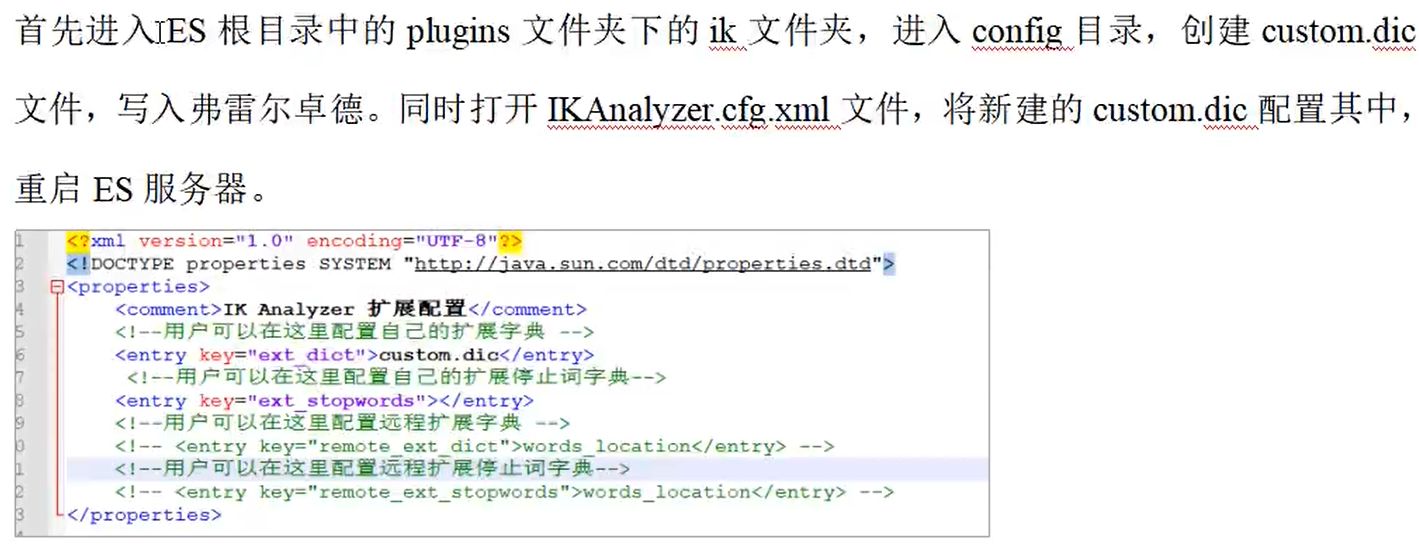 首先进入ES 根目录中的 plugins 文件夹下的 ik 文件夹，进入 config 目录，创建 custom.dic
文件，写入弗雷尔卓德。同时打开 IKAnalyzer.cfg.xml 文件，将新建的 custom.dic 配置其中，
重启 ES 服务器。
1 <?xml version="1.0" encoding="UTF-8"?>
2 <!DOCTYPE properties SYSTEM "http://java.sun.com/dtd/properties.dtd">
3 <properties>
4 <comment>IK Analyzer 扩展配置</comment>
5 <!--用户可以在这里配置自己的扩展字典 -->
6 <entry key="ext_dict">custom.dic</entry>
7 <!--用户可以在这里配置自己的扩展停止词字典-->
8 <entry key="ext_stopwords"></entry>
9 <!--用户可以在这里配置远程扩展字典 -->
0 <!-- <entry key="remote_ext_dict">words_location</entry> -->
1 <!--用户可以在这里配置远程扩展停止词字典-->
2 <!-- <entry key="remote_ext_stopwords">words_location</entry> -->
3 </properties>